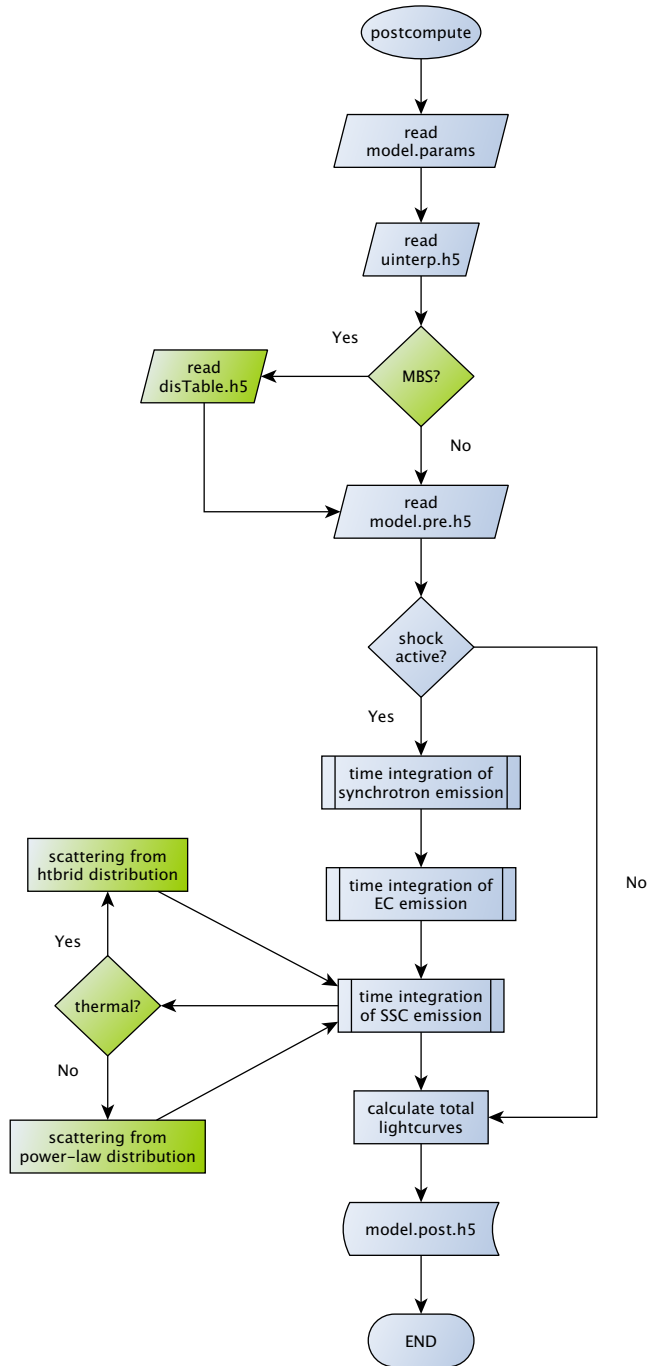 postcompute
read
model.params
read
uinterp.h5
Yes
MBS?
read
disTable.h5
No
read
model.pre.h5
shock
active?
Yes
time integration of
synchrotron emission
scattering from
htbrid distribution
time integration of
EC emission
No
Yes
thermal?
time integration
of SSC emission
No
scattering from
power-law distribution
calculate total
lightcurves
model.post.h5
END